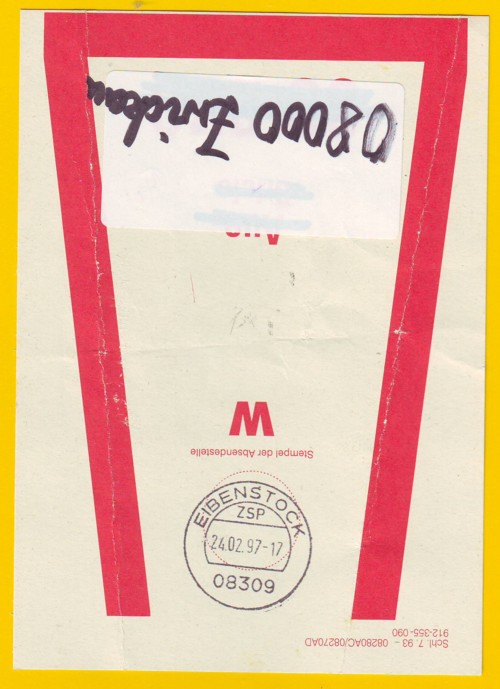 08000 Zwickau
Aue
W
Stempel der Absendestelle
EIBENSTOCK
ZSP
24.02.97-17
08309
Schl. 7. 93 – 08280AC/08270AD
912-355-090